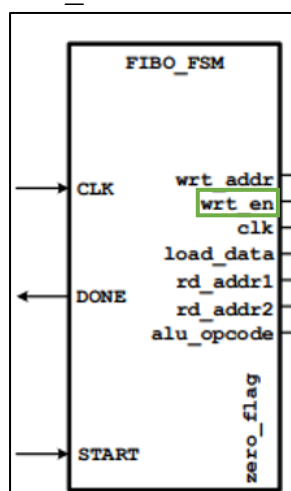 FIBO_FSM
wrt_addr
CLK
wrt_en
clk
load_data
rd_addr1
DONE
rd_addr2
alu_opcode
zero_flag
START